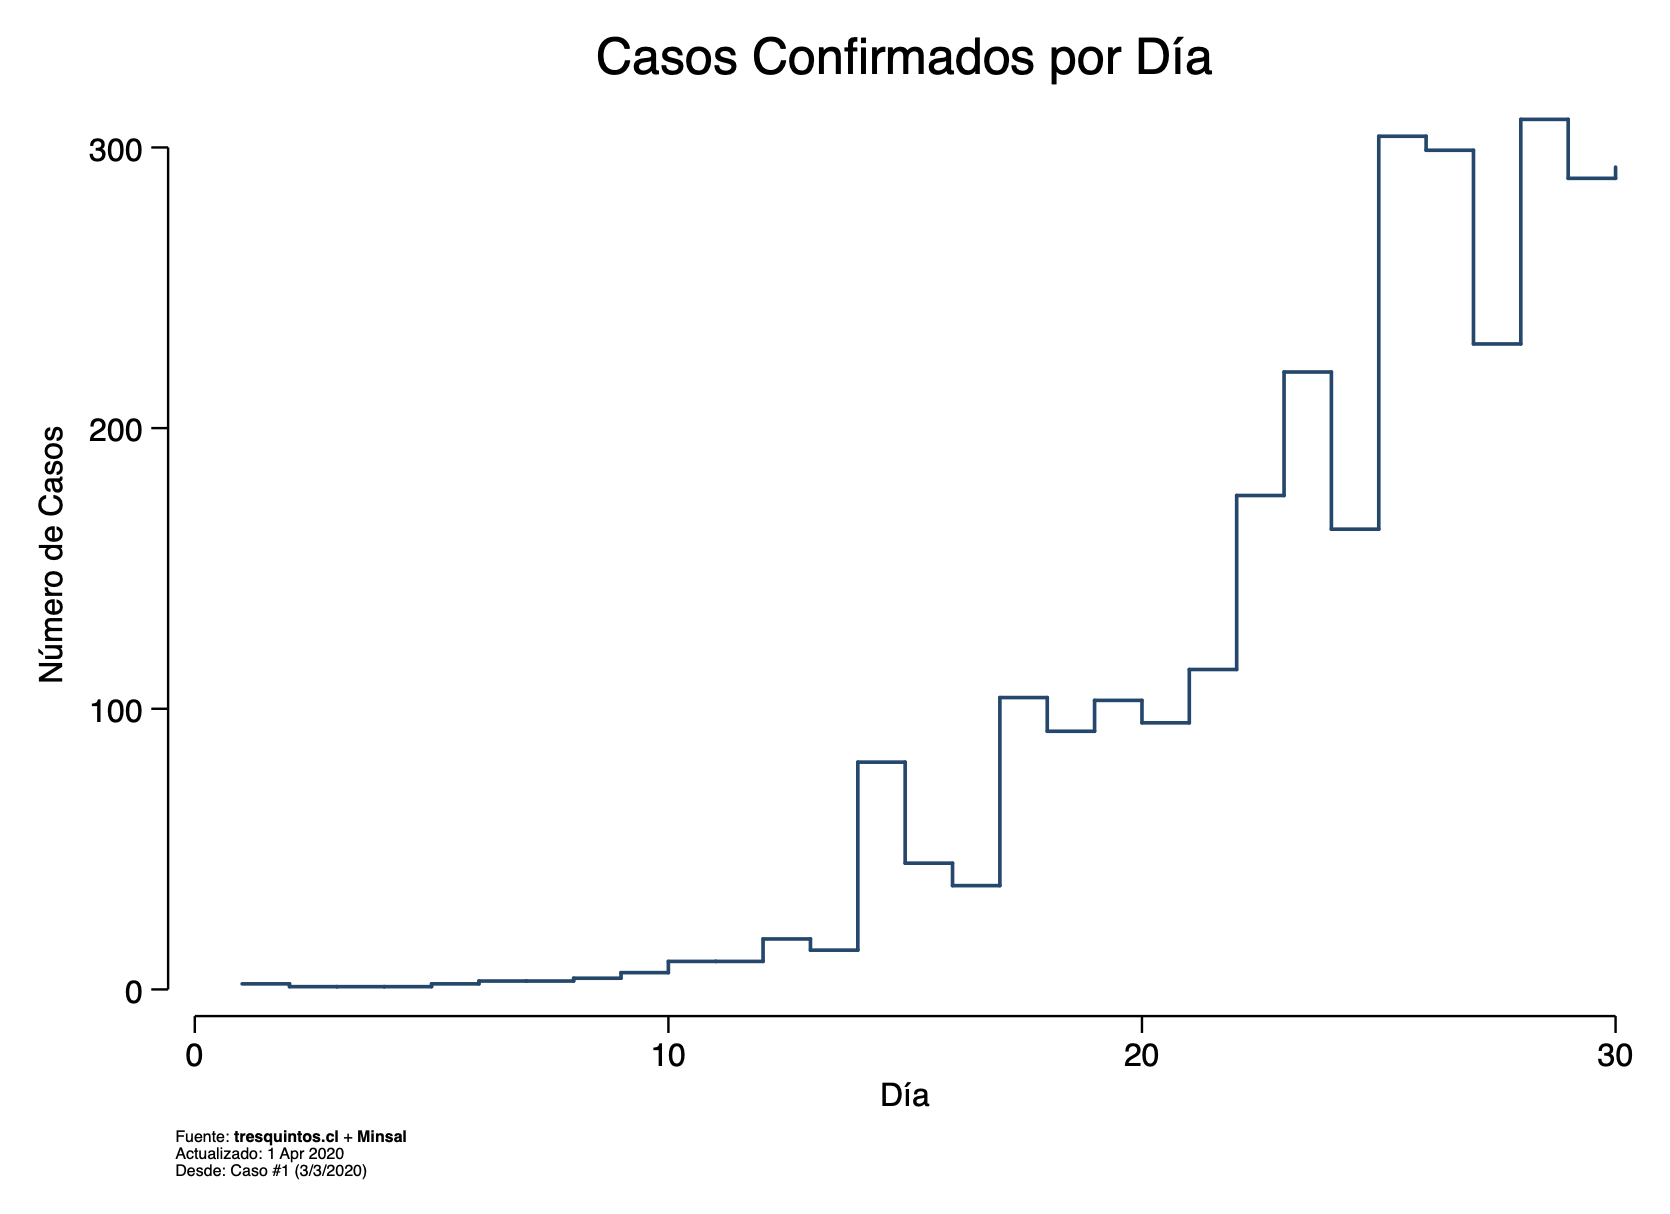 Casos Confirmados por Día
300
200
100
0
Número de Casos
0 10 20 30
Día
Fuente: tresquintos.cl + Minsal
Actualizado: 1 Apr 2020
Desde: Caso #1 (3/3/2020)